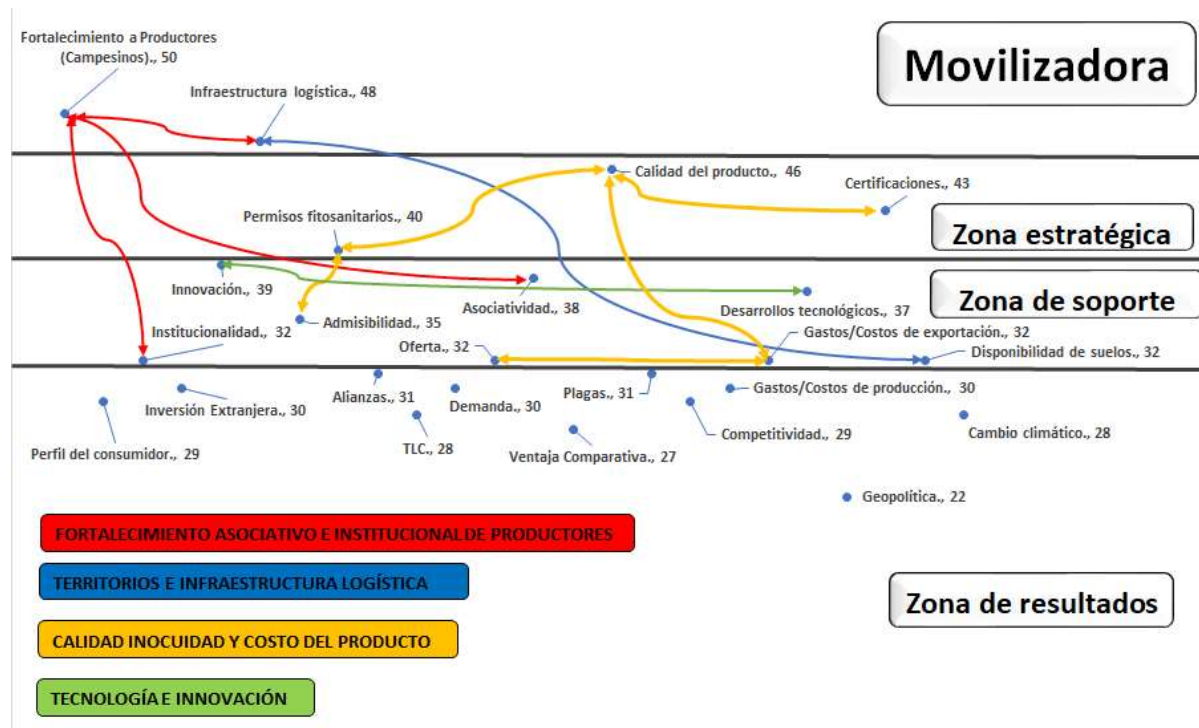 Fortalecimiento a Productores
(Campesinos)., 50
Movilizadora
Infraestructura logística., 48
Calidad del producto., 46
Certificaciones., 43
Permisos fitosanitarios., 40
Zona estratégica
Innovación., 39
Asociatividad., 38
Desarrollos tecnológicos., 37
Zona de soporte
Institucionalidad., 32
Admisibilidad., 35
Oferta., 32
Gastos/Costos de exportación., 32
Disponibilidad de suelos., 32
Inversión Extranjera., 30
Alianzas., 31
Demanda., 30
Plagas., 31
Gastos/Costos de producción., 30
Perfil del consumidor., 29
TLC., 28
Ventaja Comparativa., 27
Competitividad., 29
Cambio climático., 28
Geopolítica., 22
FORTALECIMIENTO ASOCIATIVO E INSTITUCIONAL DE PRODUCTORES
TERRITORIOS E INFRAESTRUCTURA LOGÍSTICA
Zona de resultados
CALIDAD INOCUIDAD Y COSTO DEL PRODUCTO
TECNOLOGÍA E INNOVACIÓN